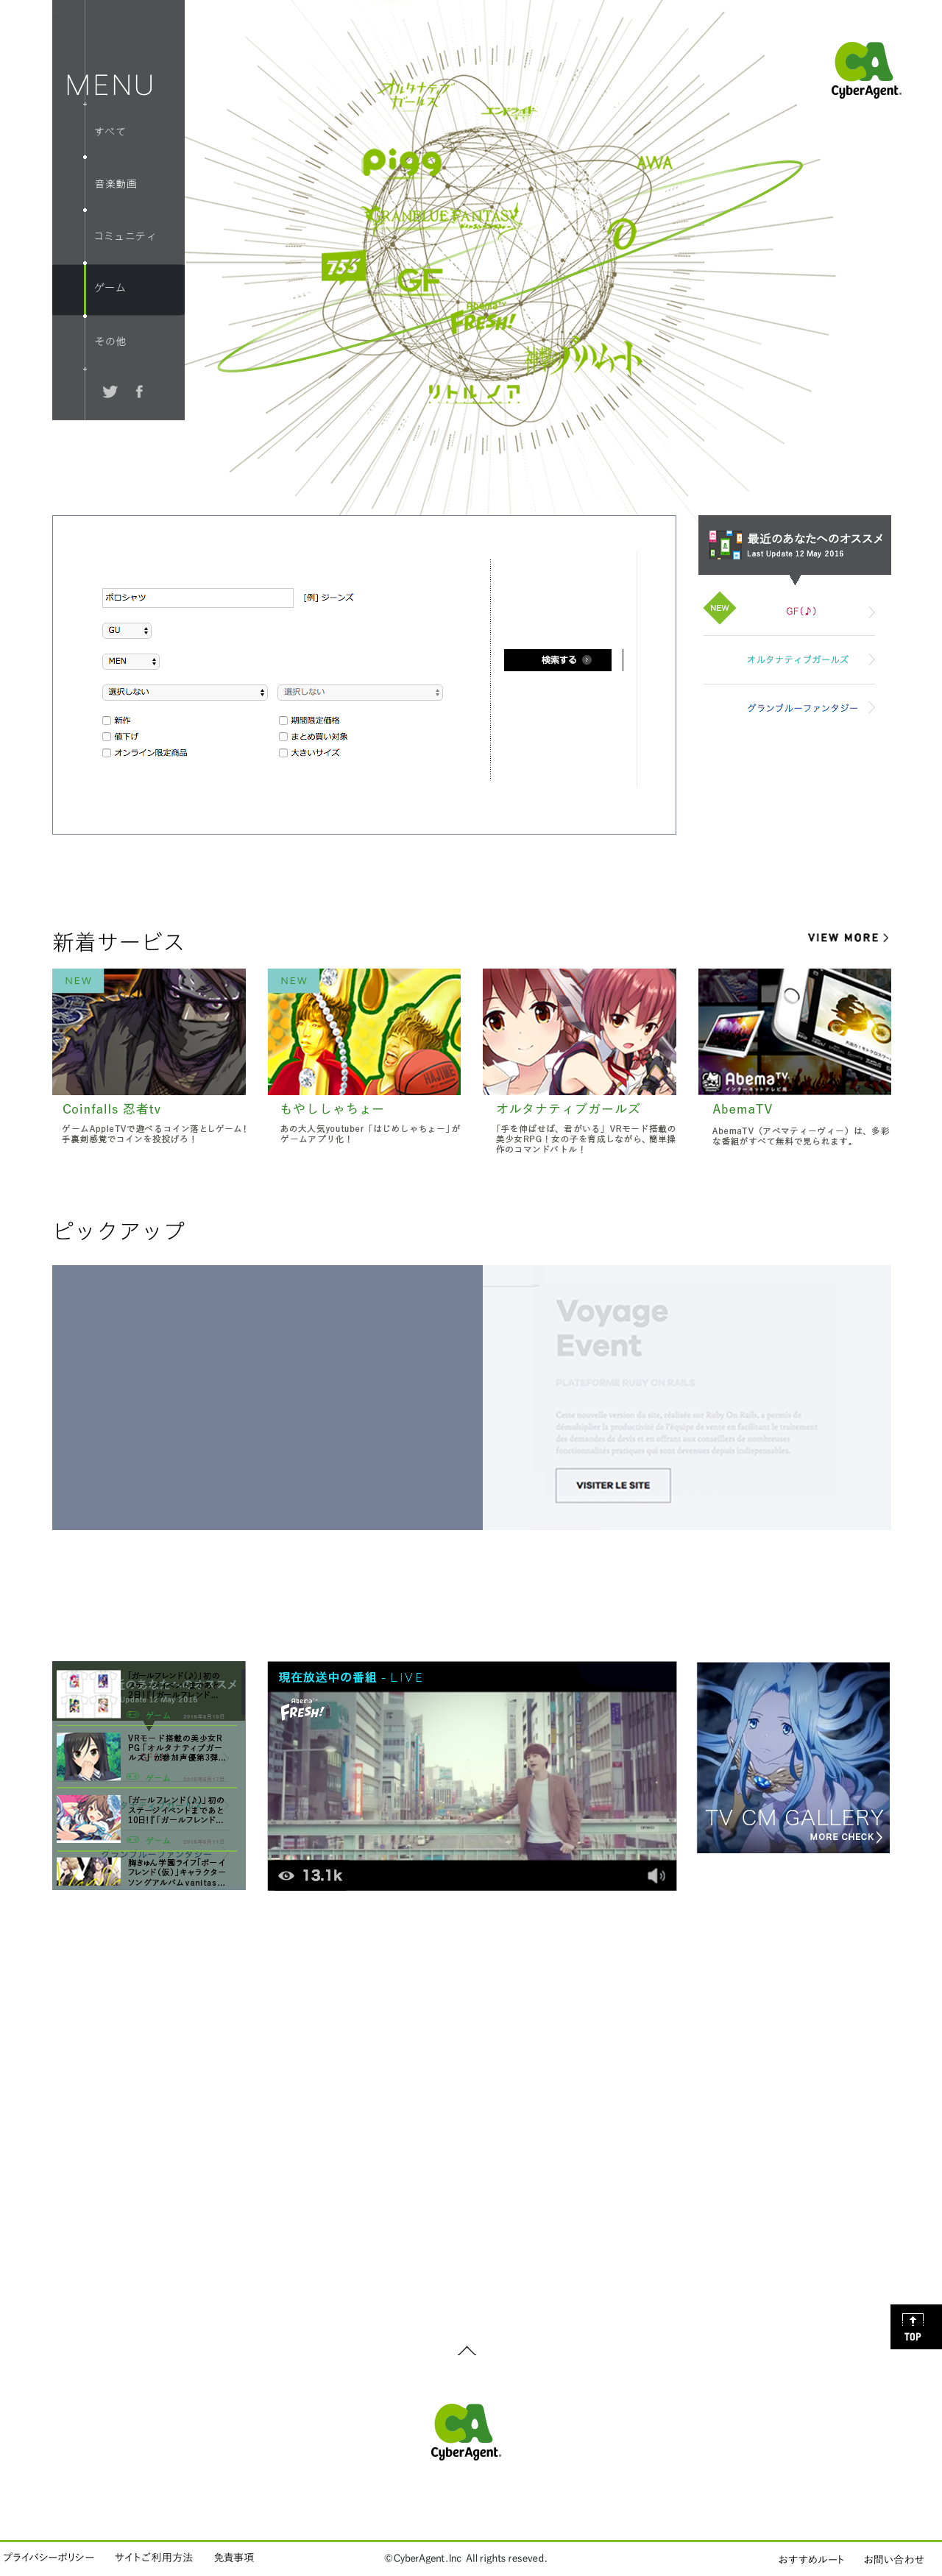 MENU
すべて
音楽動画
コミュニティ
ゲーム
その他
オルタナティブ
ガールズ
エンドライド
Pigg
AWA
GRANBLUE FANTASY
755
GF
AbemaTV
FRESH!
神撃のバハムート
リトル ノア
CyberAgent.
ポロシャツ
[例] ジーンズ
GU
MEN
選択しない
選択しない
新作
期間限定価格
値下げ
まとめ買い対象
オンライン限定商品
大きいサイズ
検索する
最近のあなたへのオススメ
Last Update 12 May 2016
NEW
GF(♪)
オルタナティブガールズ
グランブルーファンタジー
新着サービス
VIEW MORE
NEW
NEW
AbemaTV
インターネットテレビ局
Coinfalls 忍者tv
ゲームAppleTVで遊べるコイン落としゲーム!
手裏剣感覚でコインを投投げろ！
もやししゃちょー
あの大人気youtuber「はじめしゃちょー」が
ゲームアプリ化！
オルタナティブガールズ
「手を伸ばせば、君がいる」VRモード搭載の
美少女RPG！女の子を育成しながら、簡単操
作のコマンドバトル！
AbemaTV
AbemaTV（アベマティーヴィー）は、多彩
な番組がすべて無料で見られます。
ピックアップ
Voyage
Event
PLATEFORME RUBY ON RAILS
Cette nouvelle version du site, réalisée sur Ruby On Rails, a permis de
démultiplier la productivité de l'équipe de vente en facilitant le traitement
des demandes de devis et en offrant aux conseillers de nombreuses
fonctionnalités pratiques qui sont devenues depuis indispensables.
VISITER LE SITE
「ガールフレンド(♪)」初の
2日!『「ガールフレンド...
Update 12 May 2016
ゲーム
VRモード搭載の美少女R
PG「オルタナティブガー
ルズ」が参加声優第3弾...
ゲーム
「ガールフレンド(♪)」初の
ステージイベントまであと
10日!『「ガールフレンド...
ゲーム
グランブルーファンタジー
胸きゅん学園ライフ「ボーイ
フレンド(仮)」キャラクター
ソングアルバムvanitas...
現在放送中の番組 - LIVE
AbemaTV
FRESH!
13.1k
TV CM GALLERY
MORE CHECK
TOP
CyberAgent.
プライバシーポリシー
サイトご利用方法
免責事項
©CyberAgent.Inc All rights reseved.
おすすめルート
お問い合わせ